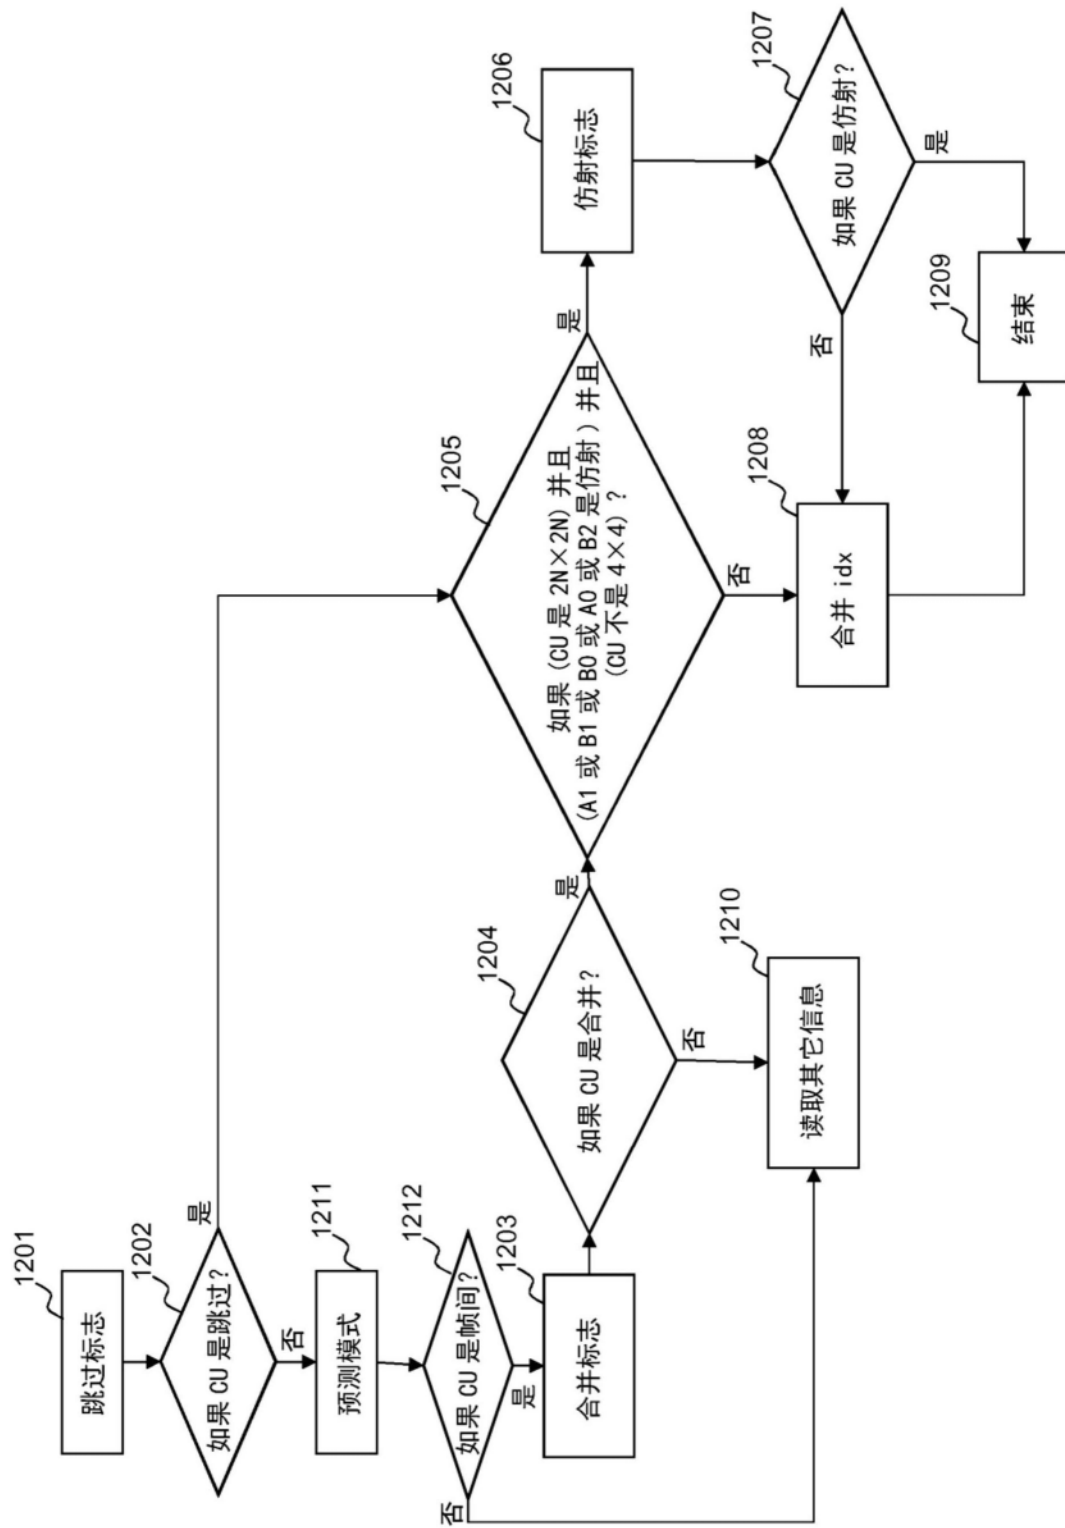 1201
跳过标志
1202
如果 CU 是跳过？
是
否
1211
预测模式
1212
如果 CU 是帧间？
否
是
1203
合并标志
1204
如果 CU 是合并？
是
否
1210
读取其它信息
1205
如果 (CU 是 2N×2N) 并且
(A1 或 B1 或 B0 或 A0 或 B2 是仿射 ) 并且
(CU 不是 4×4) ?
是
否
1206
仿射标志
1207
如果 CU 是仿射？
否
是
1208
合并 idx
1209
结束